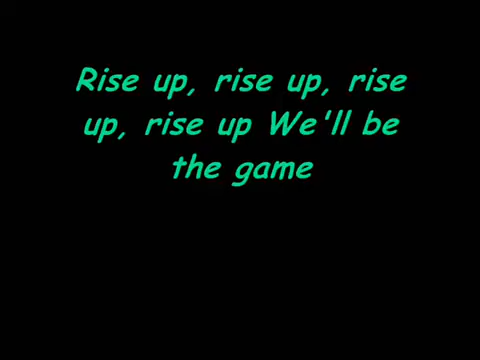 Rise up, rise up, rise
up, rise up We'll be
the game